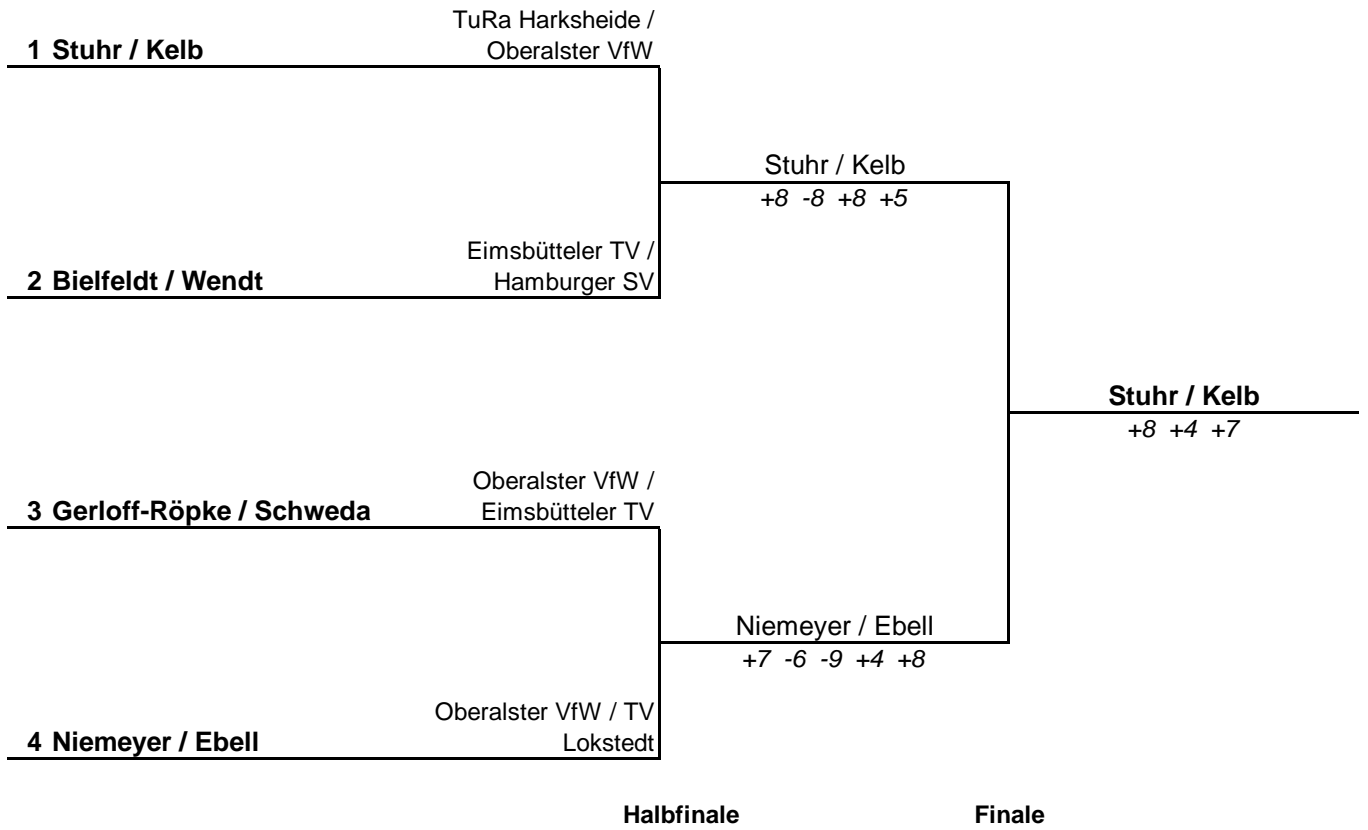 TuRa Harksheide /
1 Stuhr / Kelb Oberalster VfW
Stuhr / Kelb
+8 -8 +8 +5
Eimsbütteler TV /
2 Bielfeldt / Wendt Hamburger SV
Stuhr / Kelb
+8 +4 +7
Oberalster VfW /
3 Gerloff-Röpke / Schweda Eimsbütteler TV
Niemeyer / Ebell
+7 -6 -9 +4 +8
Oberalster VfW / TV
4 Niemeyer / Ebell Lokstedt
Halbfinale Finale